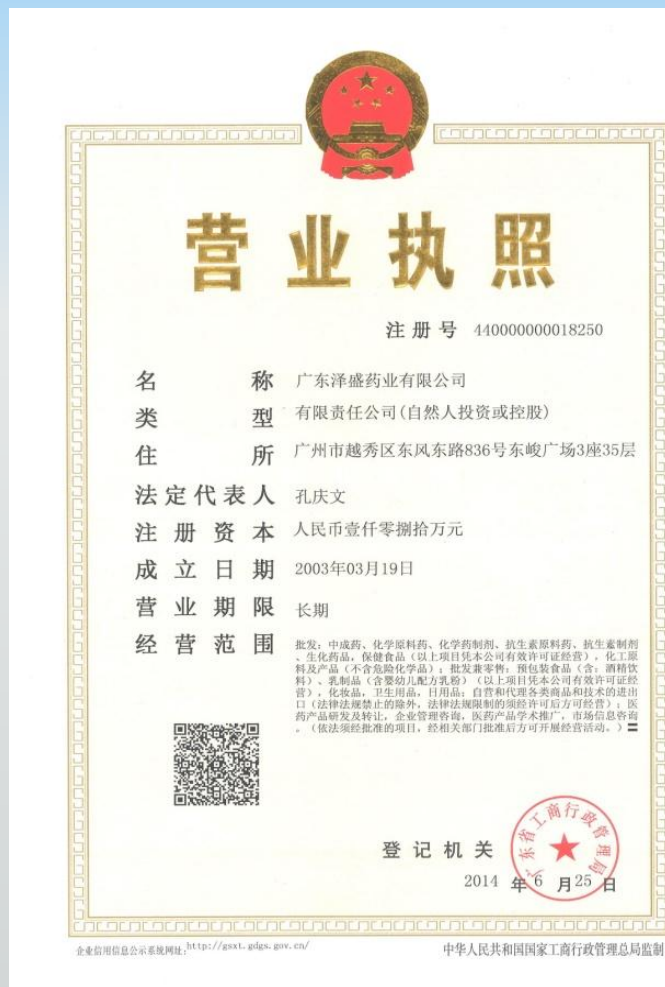 营业执照
注册号 440000000018250
名称 广东泽盛药业有限公司
类型 有限责任公司(自然人投资或控股)
住所 广州市越秀区东风东路836号东峻广场3座35层
法定代表人 孔庆文
注册资本 人民币壹仟零捌拾万元
成立日期 2003年03月19日
营业期限 长期
经营范围 批发：中成药、化学原料药、化学药制剂、抗生素原料药、抗生素制剂
、生化药品，保健食品（以上项目凭本公司有效许可证经营），化工原
料及产品（不含危险化学品）；批发兼零售：预包装食品（含：酒精饮
料）、乳制品（含婴幼儿配方乳粉）（以上项目凭本公司有效许可证经
营），化妆品，卫生用品，日用品；自营和代理各类商品和技术的进出
口（法律法规禁止的除外，法律法规限制的须经许可后方可经营）；医
药产品研发及转让，企业管理咨询，医药产品学术推广，市场信息咨询
。（依法须经批准的项目，经相关部门批准后方可开展经营活动。）
登记机关
广东省工商行政管理局
2014 年 6 月 25 日
企业信用信息公示系统网址：http://gsxt.gdgs.gov.cn/
中华人民共和国国家工商行政管理总局监制